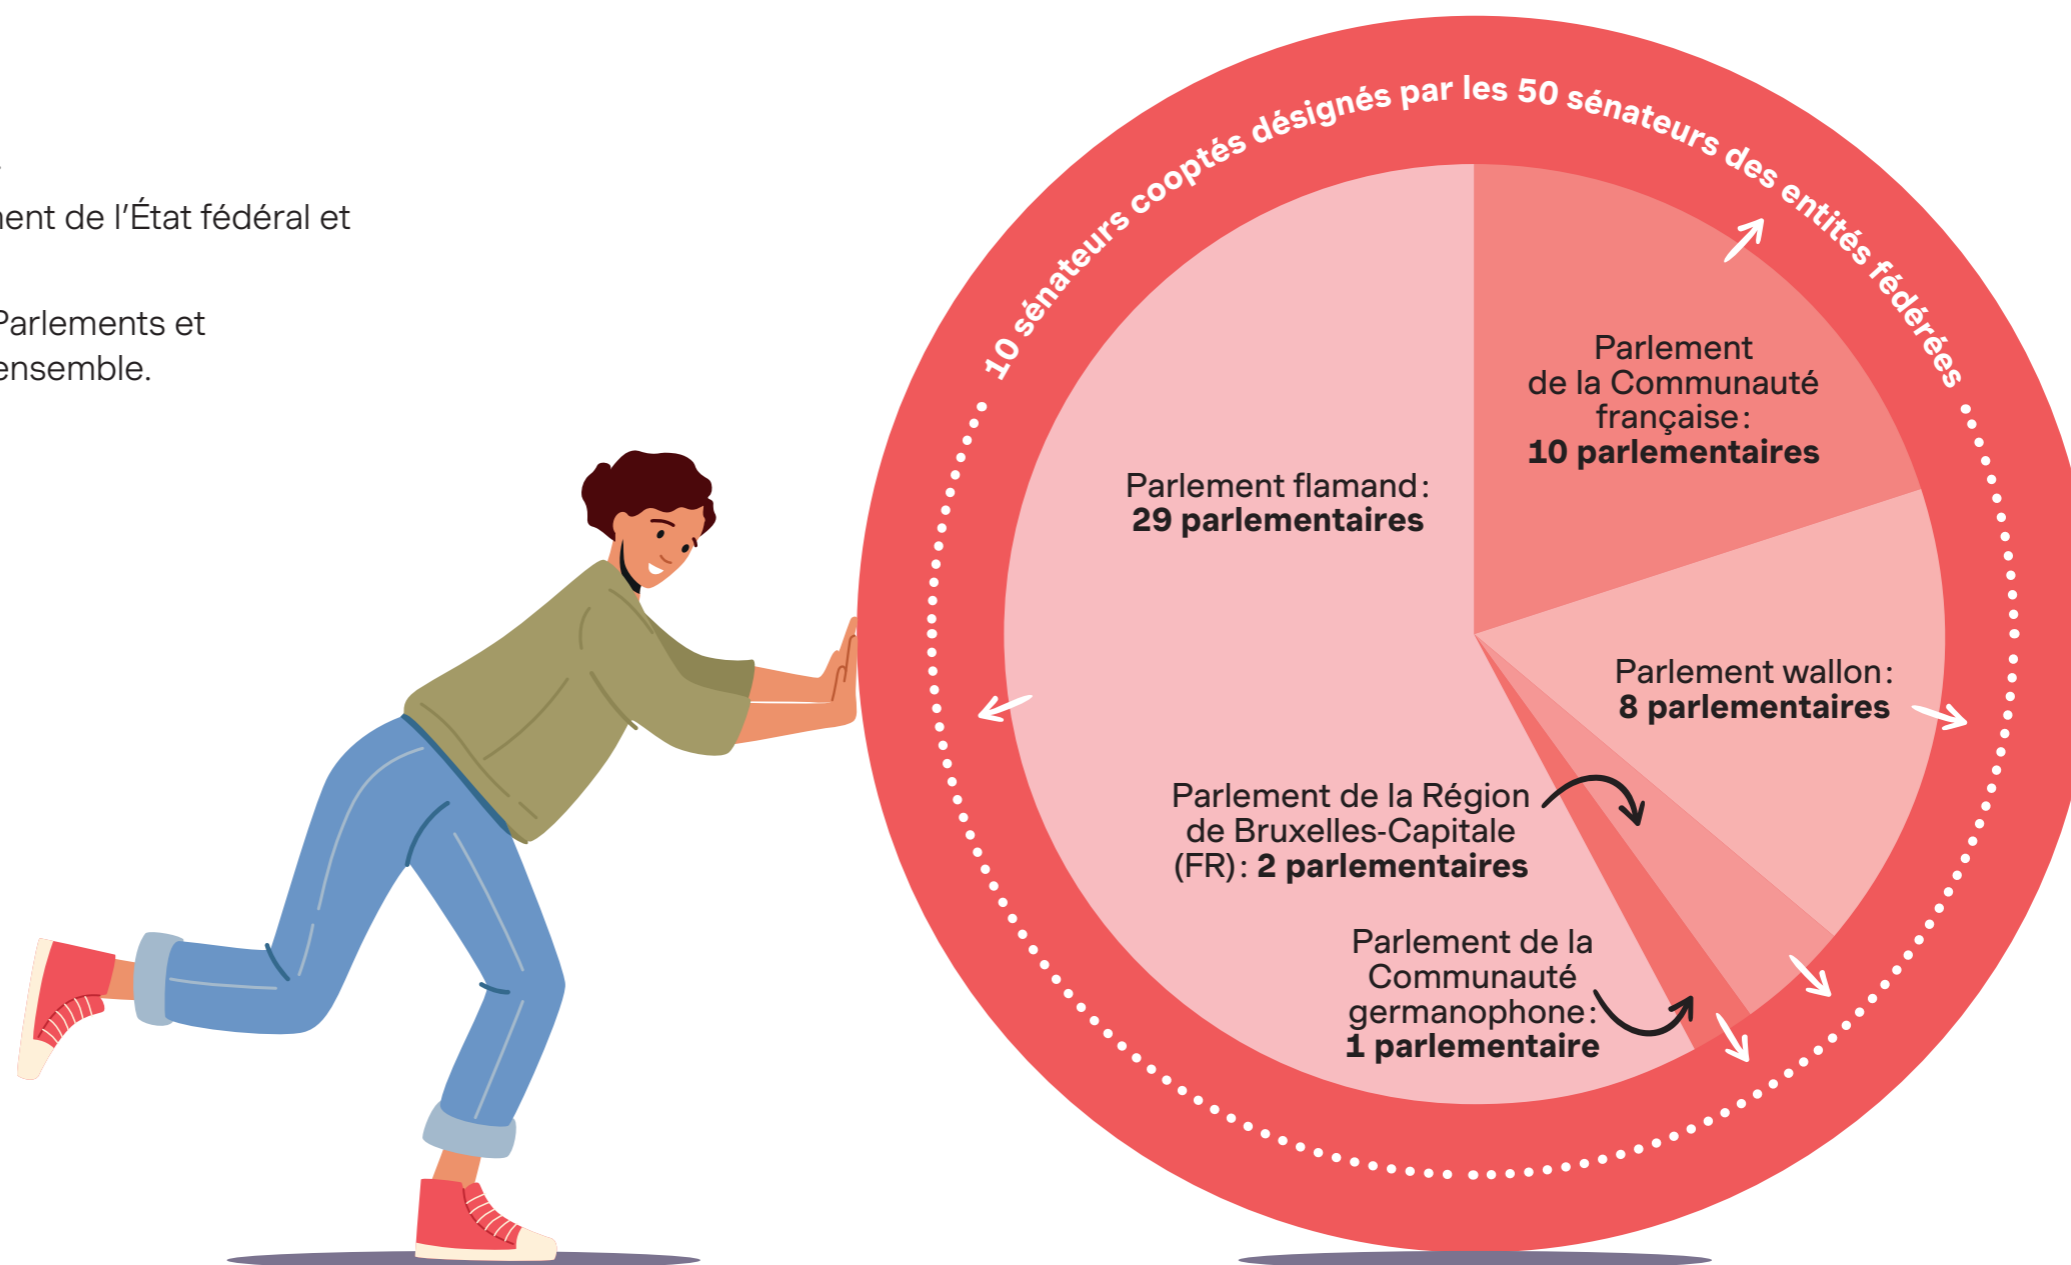 de l'État fédéral et
Parlements et
ensemble.
10 sénateurs cooptés désignés par les 50 sénateurs des entités fédérées
Parlement
de la Communauté
française :
10 parlementaires
Parlement flamand :
29 parlementaires
Parlement wallon :
8 parlementaires
Parlement de la Région
de Bruxelles-Capitale
(FR) : 2 parlementaires
Parlement de la
Communauté
germanophone :
1 parlementaire